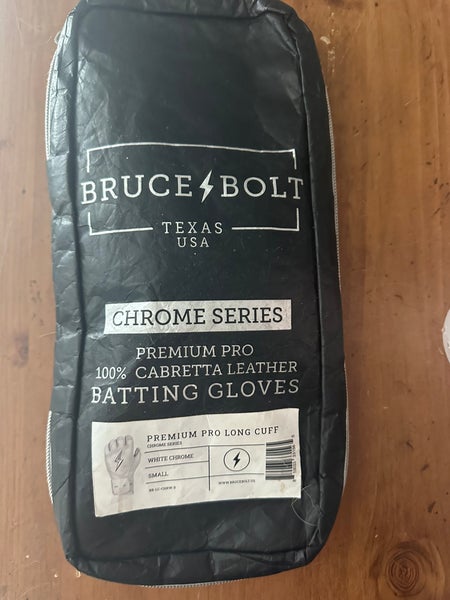 BRUCE BOLT
TEXAS
USA
CHROME SERIES
PREMIUM PRO
100% CABRETTA LEATHER
BATTING GLOVES
PREMIUM PRO LONG CUFF
CHROME SERIES
WHITE CHROME
SMALL
WWW.BRUCEBOLT.US